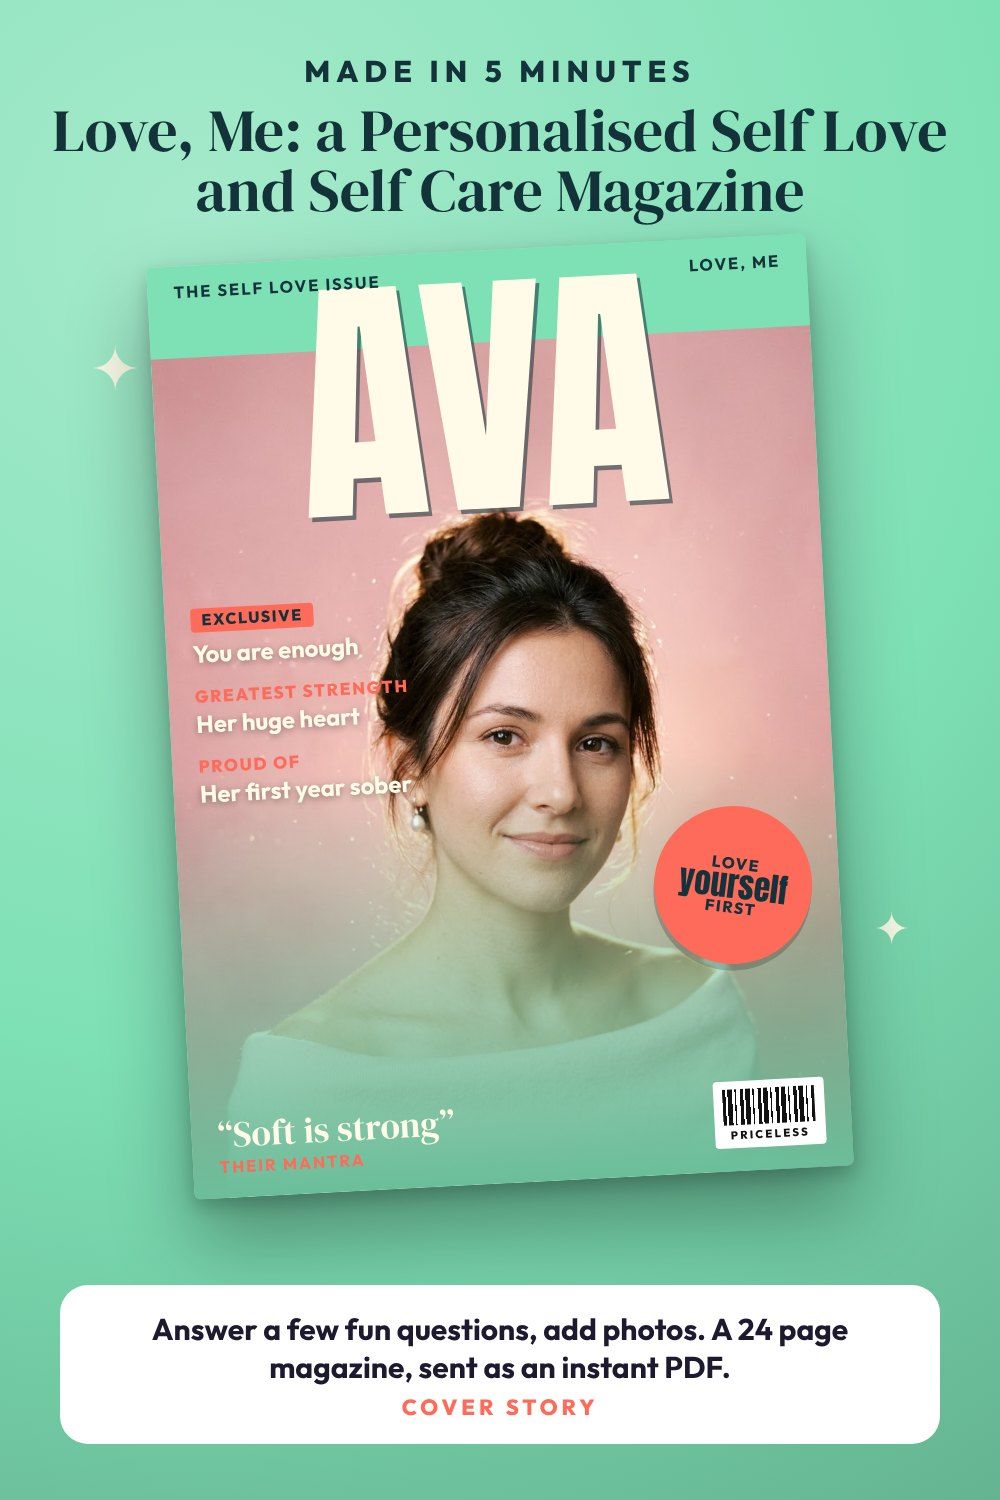 MADE IN 5 MINUTES
Love, Me: a Personalised Self Love
and Self Care Magazine
THE SELF LOVE ISSUE
LOVE, ME
AVA
EXCLUSIVE
You are enough
GREATEST STRENGTH
Her huge heart
PROUD OF
Her first year sober
LOVE
yourself
FIRST
“Soft is strong”
THEIR MANTRA
PRICELESS
Answer a few fun questions, add photos. A 24 page
magazine, sent as an instant PDF.
COVER STORY